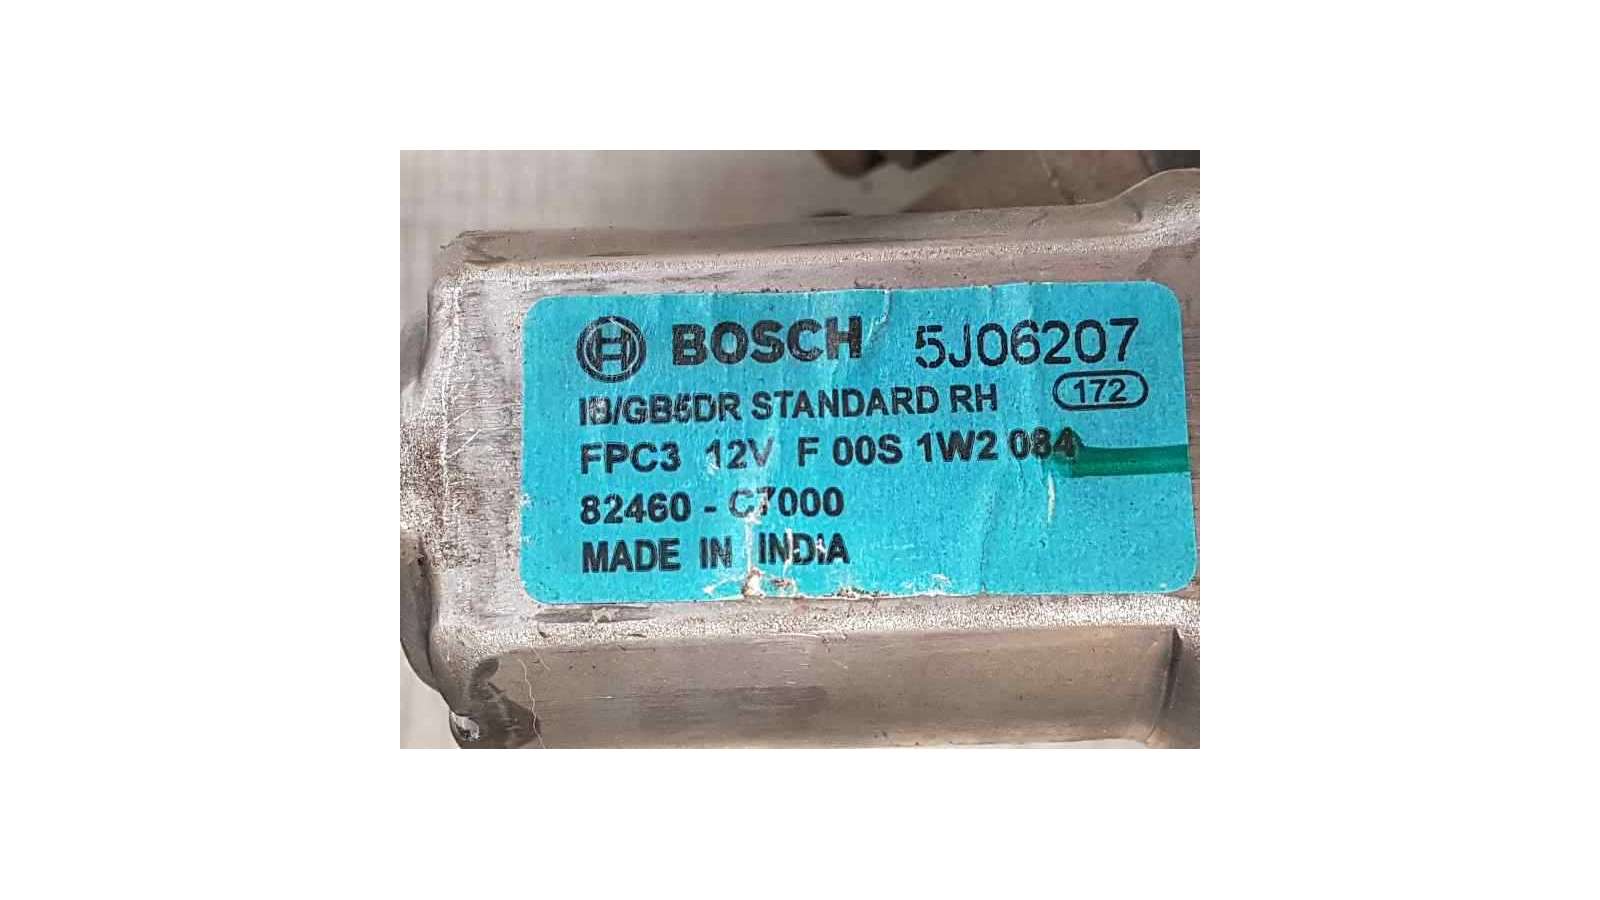 BOSCH 5J06207
IB/GB5DR STANDARD RH 172
FPC3 12V F 00S 1W2 084
82460 - C7000
MADE IN INDIA